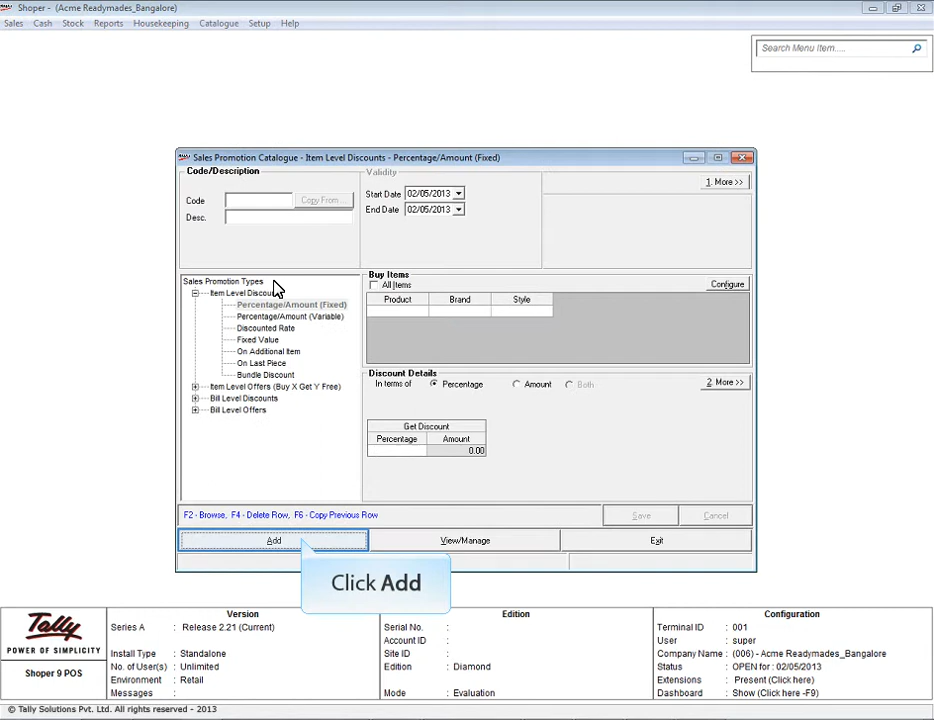 Shoper - (Acme Readymades_Bangalore)
Sales Cash Stock Reports Housekeeping Catalogue Setup Help
Search Menu Item.....
Sales Promotion Catalogue - Item Level Discounts - Percentage/Amount (Fixed)
Code/Description
Code
Copy From...
Desc.
Validity
Start Date 02/05/2013
End Date 02/05/2013
1. More >>
Sales Promotion Types
Item Level Discou
Percentage/Amount (Fixed)
Percentage/Amount (Variable)
Discounted Rate
Fixed Value
On Additional Item
On Last Piece
Bundle Discount
Item Level Offers (Buy X Get Y Free)
Bill Level Discounts
Bill Level Offers
Buy Items
All Items
Configure
Product Brand Style
Discount Details
In terms of Percentage Amount Both
2. More >>
Get Discount
Percentage Amount
0.00
F2 - Browse, F4 - Delete Row, F6 - Copy Previous Row
Save Cancel
Add View/Manage Exit
Click Add
TALLY
POWER OF SIMPLICITY
Shoper 9 POS
Version
Series A : Release 2.21 (Current)
Install Type : Standalone
No. of User(s) : Unlimited
Environment : Retail
Messages :
Edition
Serial No. :
Account ID :
Site ID :
Edition : Diamond
Mode : Evaluation
Configuration
Terminal ID : 001
User : super
Company Name : (006) - Acme Readymades_Bangalore
Status : OPEN for : 02/05/2013
Extensions : Present (Click here)
Dashboard : Show (Click here -F9)
© Tally Solutions Pvt. Ltd. All rights reserved - 2013